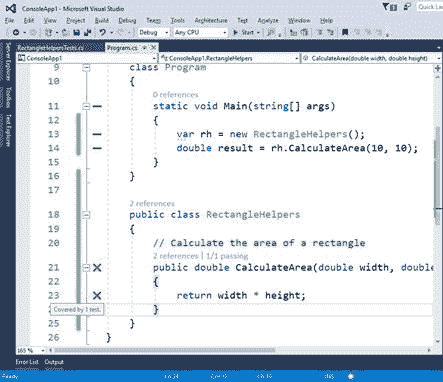 ConsoleApp1 - Microsoft Visual Studio
File Edit View Project Build Debug Team
Tools Architecture Test Analyze Window Help
Debug Any CPU Start
RectangleHelpersTests.cs Program.cs
ConsoleApp1 ConsoleApp1.RectangleHelpers CalculateArea(double width, double height)
Server Explorer
Toolbox
Test Explorer
9 class Program
10 {
0 references
11 static void Main(string[] args)
12 {
13 var rh = new RectangleHelpers();
14 double result = rh.CalculateArea(10, 10);
15 }
16 }
17
2 references
18 public class RectangleHelpers
19 {
20 // Calculate the area of a rectangle
2 references | 1/1 passing
21 public double CalculateArea(double width, doubl
22 {
23 return width * height;
Covered by 1 test.
}
25 }
26 }
165 %
Error List Output
Ready